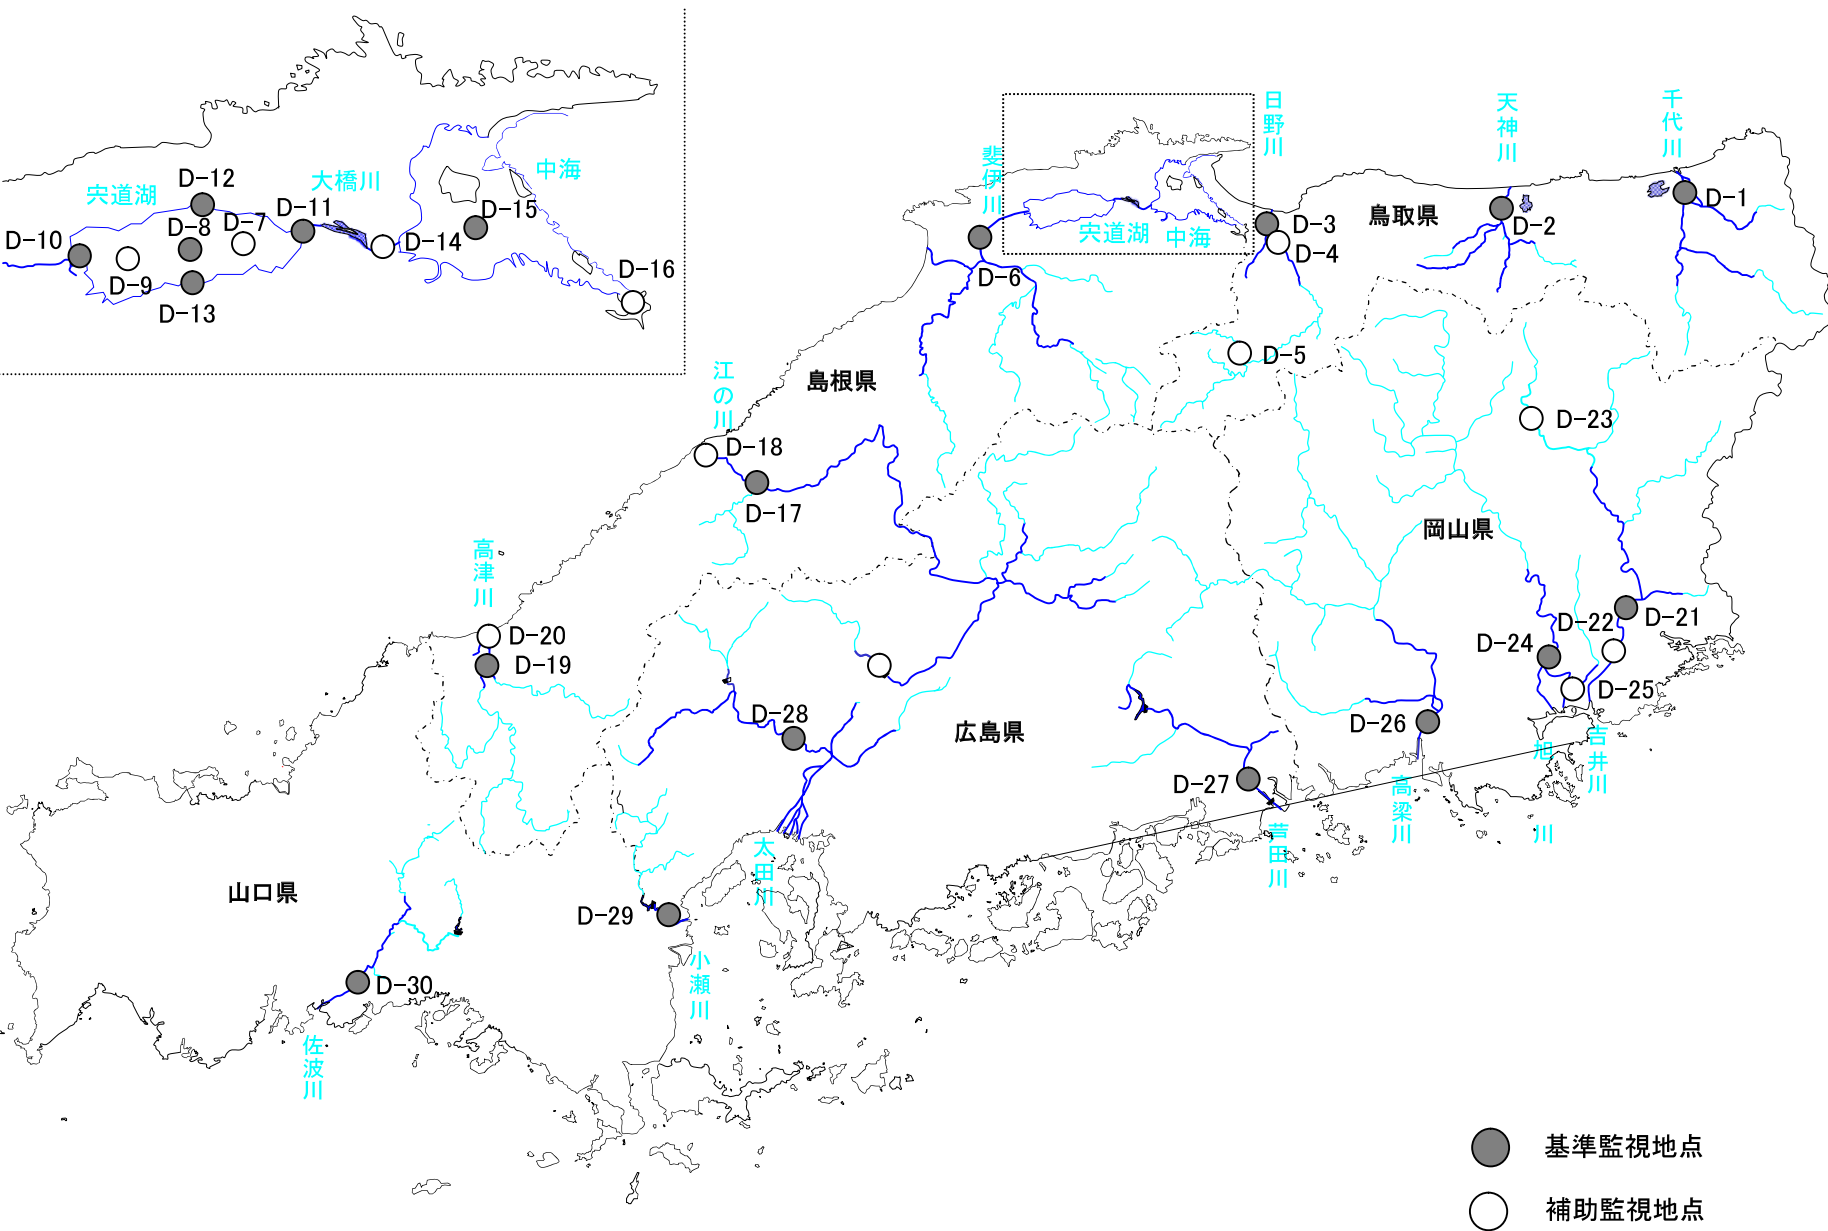 宍道湖
D-12
大橋川
中海
D-10
D-8
D-7
D-11
D-15
D-14
D-9
D-13
D-16
斐伊川
日野川
天神川
千代川
D-1
D-2
D-3
D-4
鳥取県
宍道湖
中海
D-6
D-5
島根県
江の川
D-18
D-17
D-23
岡山県
高津川
D-20
D-19
D-22
D-21
D-24
D-25
D-28
広島県
D-26
D-27
旭川
吉井川
高梁川
芦田川
太田川
山口県
D-29
小瀬川
D-30
佐波川
基準監視地点
補助監視地点